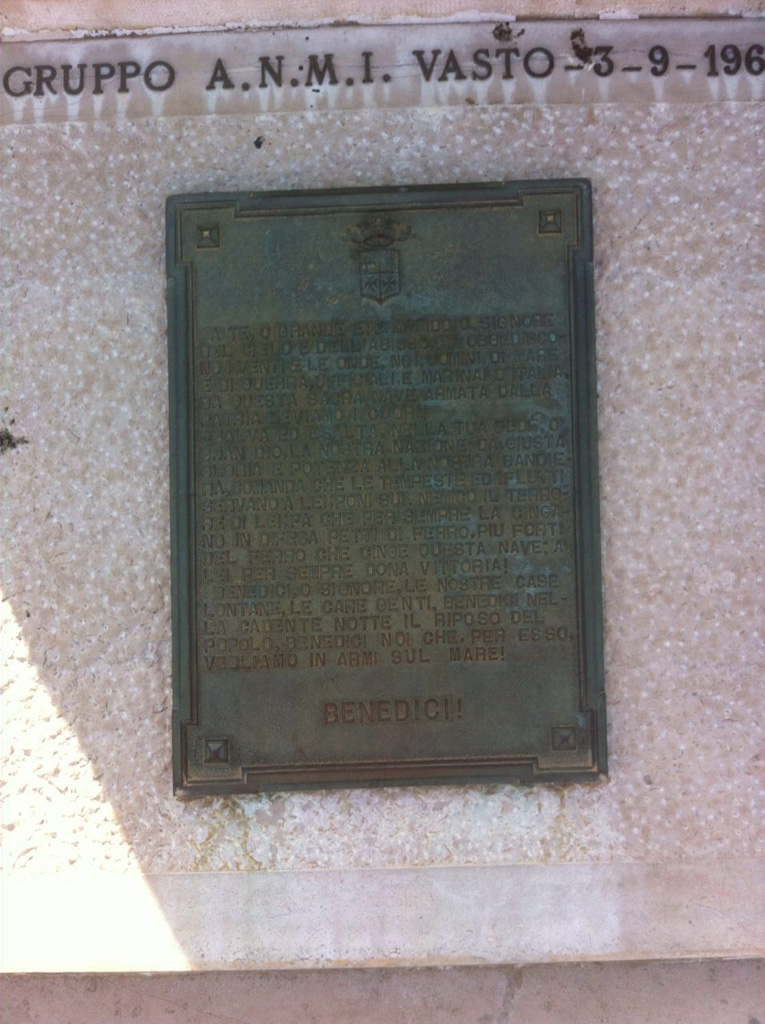 GRUPPO A.N.M.I. VASTO-3-9-196
A TE, O GRANDE ETERNO IDDIO, SIGNORE
DEL CIELO E DELL'ABISSO, CUI OBBEDISCO-
NO I VENTI E LE ONDE, NOI, UOMINI DI MARE
E DI GUERRA, UFFICIALI E MARINAI D'ITALIA,
DA QUESTA SACRA NAVE ARMATA DALLA
PATRIA LEVIAMO I CUORI.
SALVA ED ESALTA, NELLA TUA FEDE, O
GRAN DIO, LA NOSTRA NAZIONE. DA GIUSTA
GLORIA E POTENZA ALLA NOSTRA BANDIE-
RA, COMANDA CHE LE TEMPESTE ED I FLUTTI
SERVANO A LEI: PONI SUL NEMICO IL TERRO-
RE DI LEI: FA CHE PER SEMPRE LA CINGA-
NO IN DIFESA PETTI DI FERRO, PIU FORTI
DEL FERRO CHE CINGE QUESTA NAVE; A
LEI PER SEMPRE DONA VITTORIA!
BENEDICI, O SIGNORE, LE NOSTRE CASE
LONTANE, LE CARE GENTI, BENEDICI NEL-
LA CADENTE NOTTE IL RIPOSO DEL
POPOLO, BENEDICI NOI CHE, PER ESSO,
VEGLIAMO IN ARMI SUL MARE!
BENEDICI!